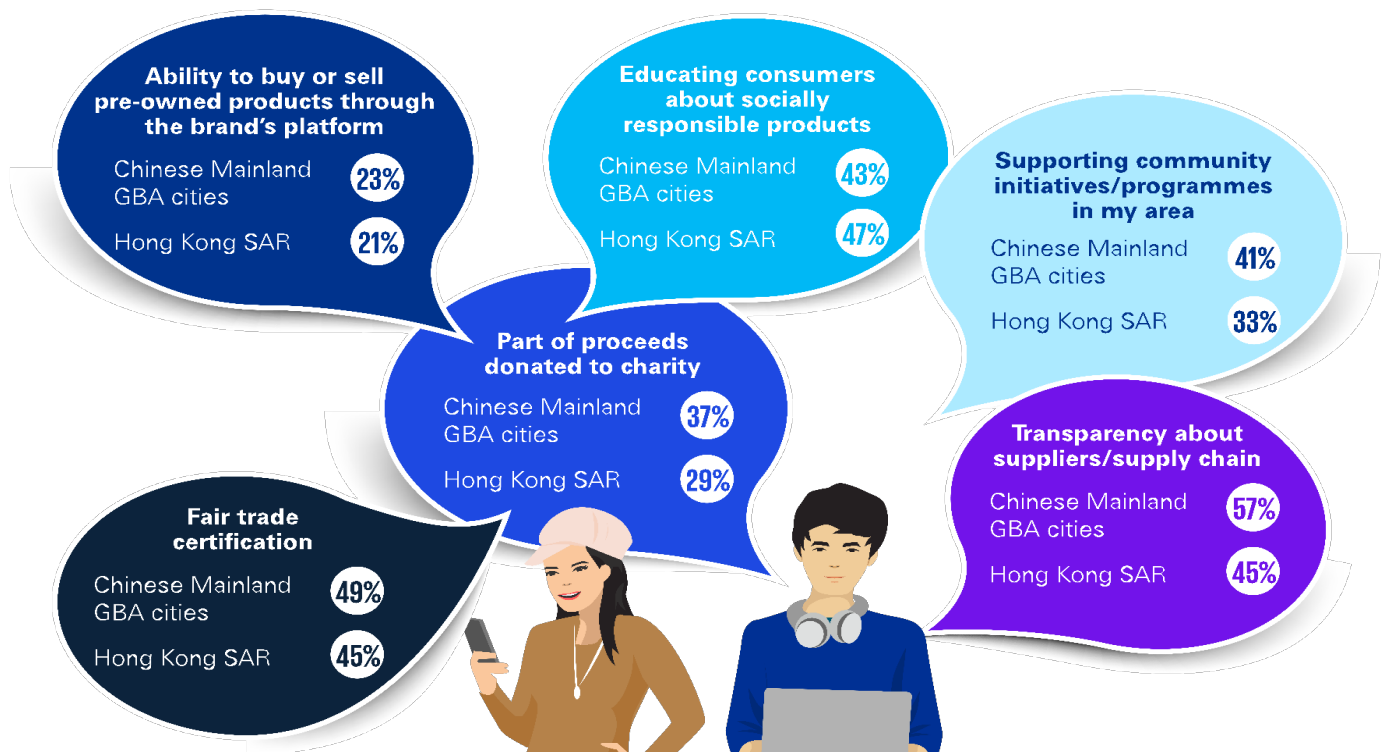 Ability to buy or sell
pre-owned products through
the brand's platform
Chinese Mainland
GBA cities
23%
Hong Kong SAR
21%
Educating consumers
about socially
responsible products
Chinese Mainland
GBA cities
43%
Hong Kong SAR
47%
Supporting community
initiatives/programmes
in my area
Chinese Mainland
GBA cities
41%
Hong Kong SAR
33%
Part of proceeds
donated to charity
Chinese Mainland
GBA cities
37%
Hong Kong SAR
29%
Transparency about
suppliers/supply chain
Chinese Mainland
GBA cities
57%
Hong Kong SAR
45%
Fair trade
certification
Chinese Mainland
GBA cities
49%
Hong Kong SAR
45%